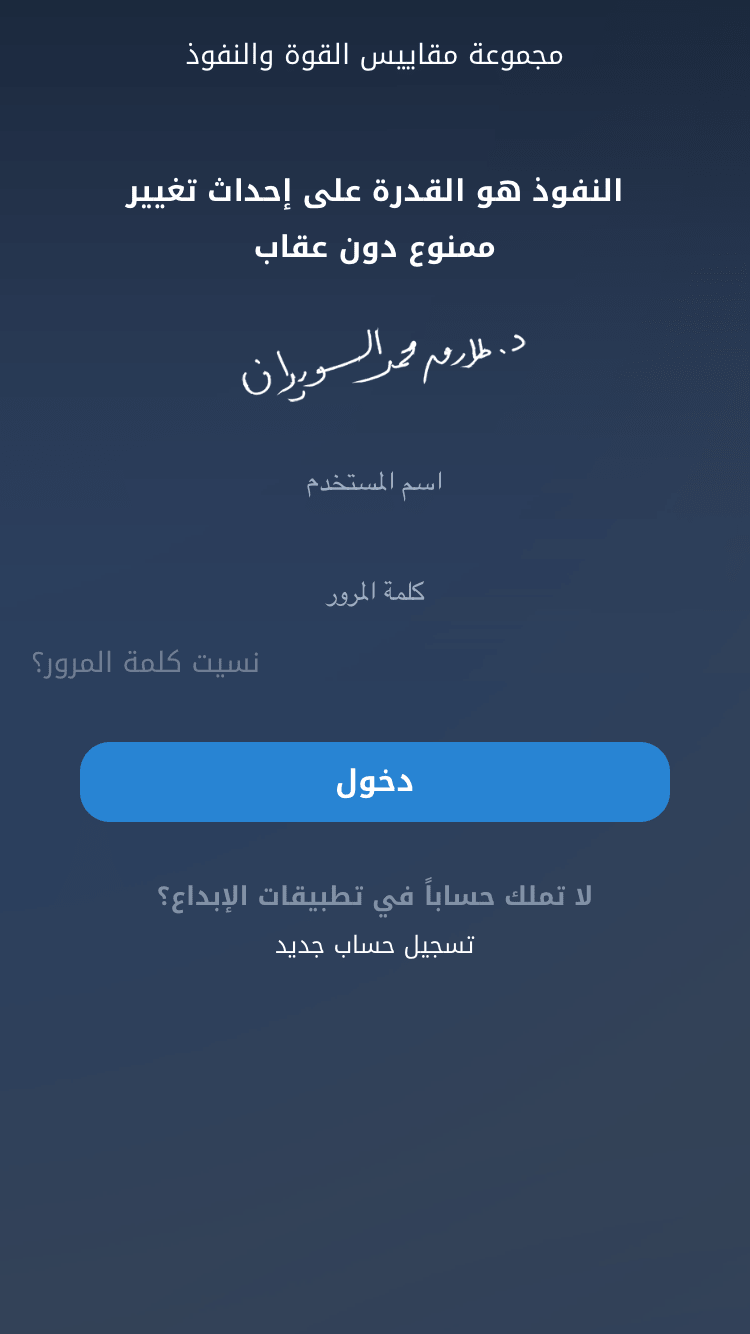 مجموعة مقاييس القوة والنفوذ
النفوذ هو القدرة على إحداث تغيير
ممنوع دون عقاب
د. طارق محمد السويدان
اسم المستخدم
كلمة المرور
نسيت كلمة المرور؟
دخول
لا تملك حساباً في تطبيقات الإبداع؟
تسجيل حساب جديد